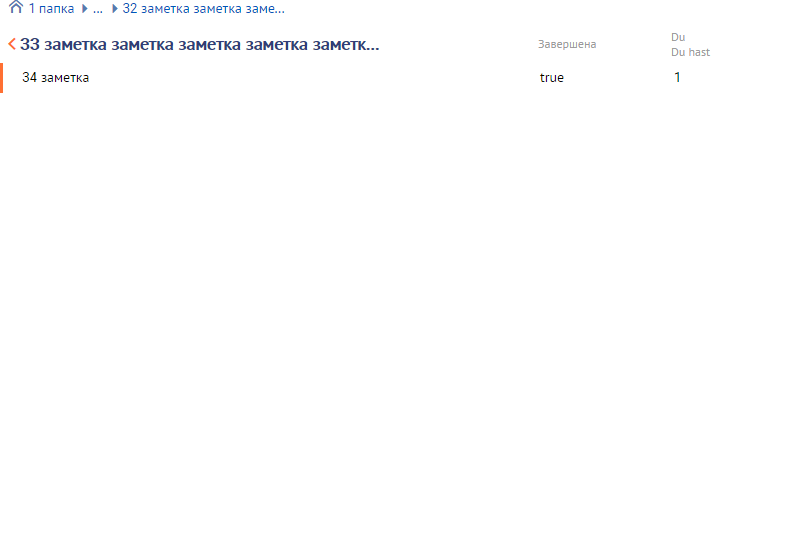 1 папка ... 32 заметка заметка заме...
33 заметка заметка заметка заметка заметк...
Завершена
Du
Du hast
34 заметка true 1